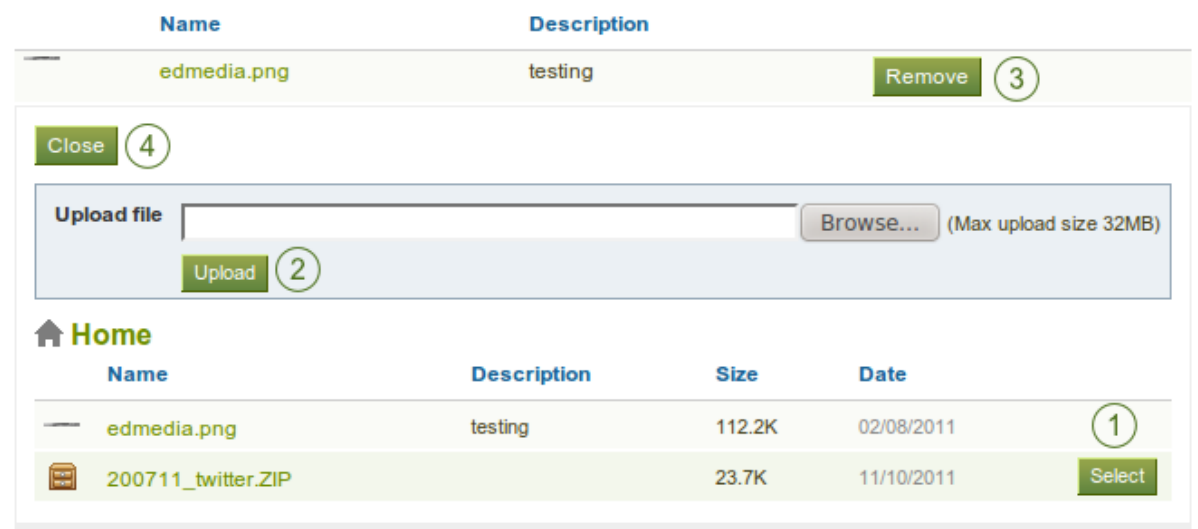 Name Description
edmedia.png testing Remove 3
Close 4
Upload file Browse... (Max upload size 32MB)
Upload 2
Home
Name Description Size Date
edmedia.png testing 112.2K 02/08/2011 1
200711_twitter.ZIP 23.7K 11/10/2011 Select